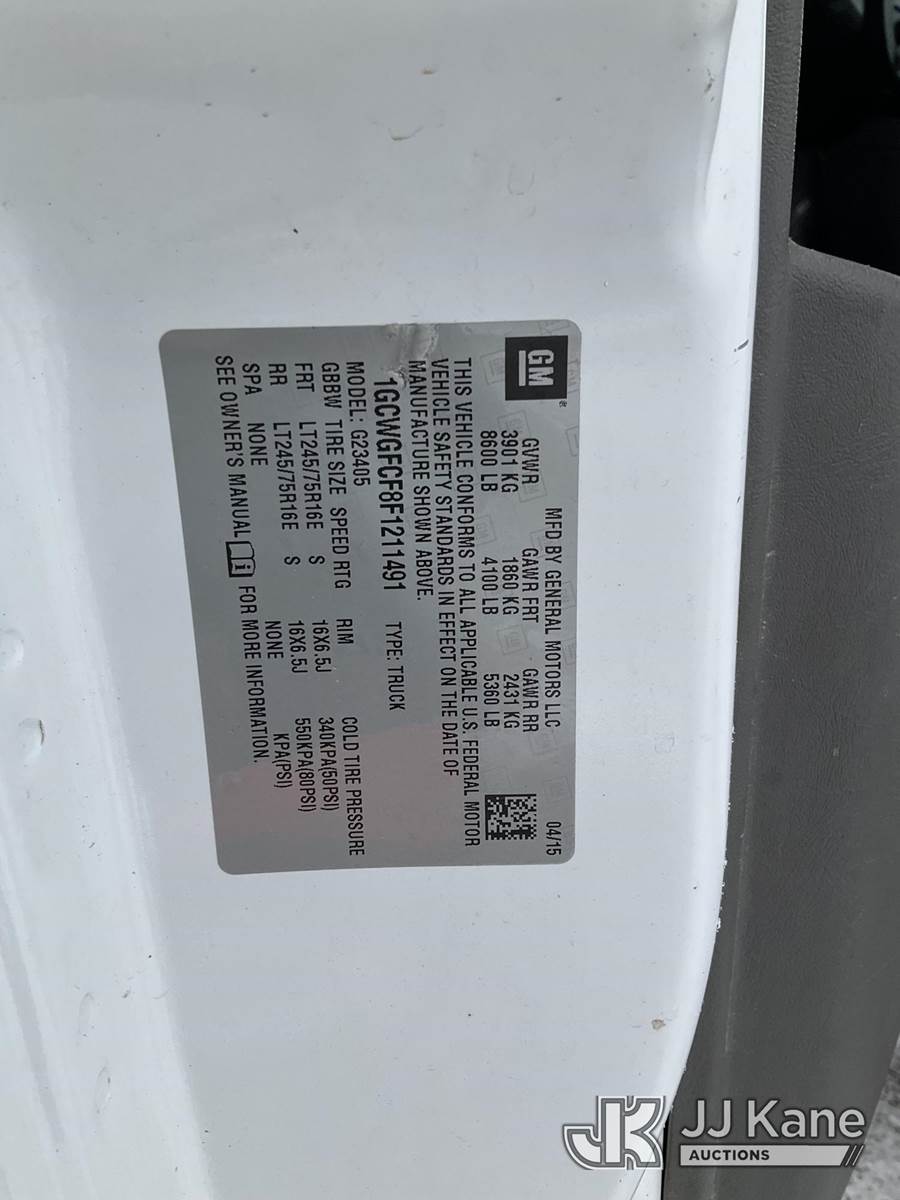 GM ®
MFD BY GENERAL MOTORS LLC 04/15
GVWR GAWR FRT GAWR RR
3901 KG 1860 KG 2431 KG
8600 LB 4100 LB 5360 LB
THIS VEHICLE CONFORMS TO ALL APPLICABLE U.S. FEDERAL MOTOR
VEHICLE SAFETY STANDARDS IN EFFECT ON THE DATE OF
MANUFACTURE SHOWN ABOVE.
1GCWGFCF8F1211491 TYPE: TRUCK
MODEL: G23405
GBBW TIRE SIZE SPEED RTG RIM COLD TIRE PRESSURE
FRT LT245/75R16E S 16X6.5J 340KPA(50PSI)
RR LT245/75R16E S 16X6.5J 550KPA(80PSI)
SPA NONE NONE KPA(PSI)
SEE OWNER'S MANUAL FOR MORE INFORMATION.
JK JJ Kane
AUCTIONS